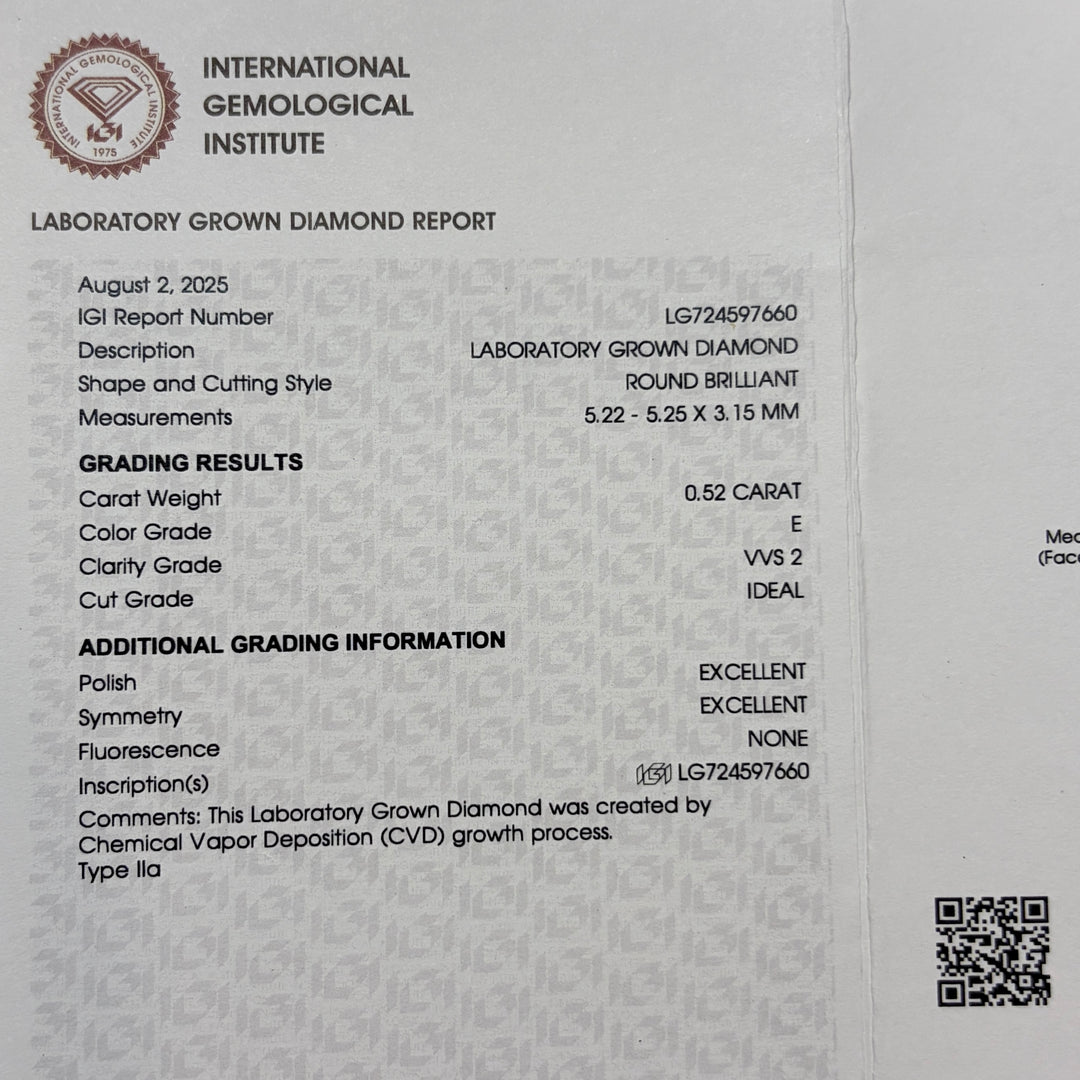 INTERNATIONAL GEMOLOGICAL INSTITUTE
IGI
1975
INTERNATIONAL
GEMOLOGICAL
INSTITUTE
LABORATORY GROWN DIAMOND REPORT
August 2, 2025
IGI Report Number LG724597660
Description LABORATORY GROWN DIAMOND
Shape and Cutting Style ROUND BRILLIANT
Measurements 5.22 - 5.25 X 3.15 MM
GRADING RESULTS
Carat Weight 0.52 CARAT
Color Grade E
Clarity Grade VVS 2
Cut Grade IDEAL
ADDITIONAL GRADING INFORMATION
Polish EXCELLENT
Symmetry EXCELLENT
Fluorescence NONE
Inscription(s) IGI LG724597660
Comments: This Laboratory Grown Diamond was created by
Chemical Vapor Deposition (CVD) growth process.
Type IIa